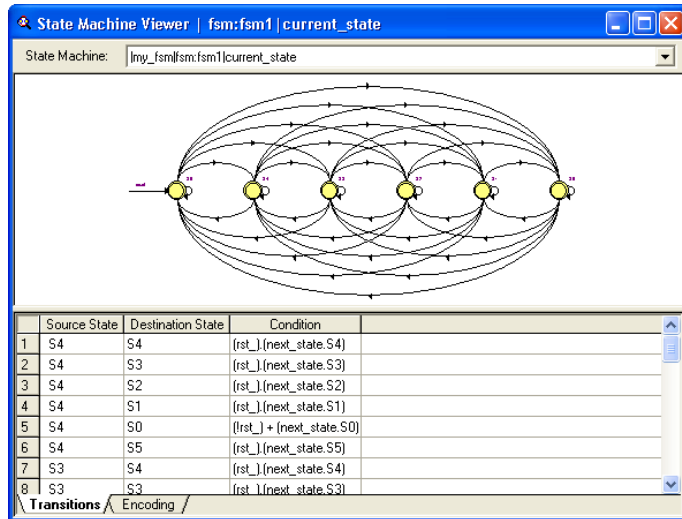 State Machine Viewer | fsm:fsm1|current_state
State Machine: |my_fsm|fsm:fsm1|current_state
Source State Destination State Condition
1 S4 S4 (rst_).(next_state.S4)
2 S4 S3 (rst_).(next_state.S3)
3 S4 S2 (rst_).(next_state.S2)
4 S4 S1 (rst_).(next_state.S1)
5 S4 S0 (!rst_) + (next_state.S0)
6 S4 S5 (rst_).(next_state.S5)
7 S3 S4 (rst_).(next_state.S4)
8 S3 S3 (rst_).(next_state.S3)
Transitions Encoding